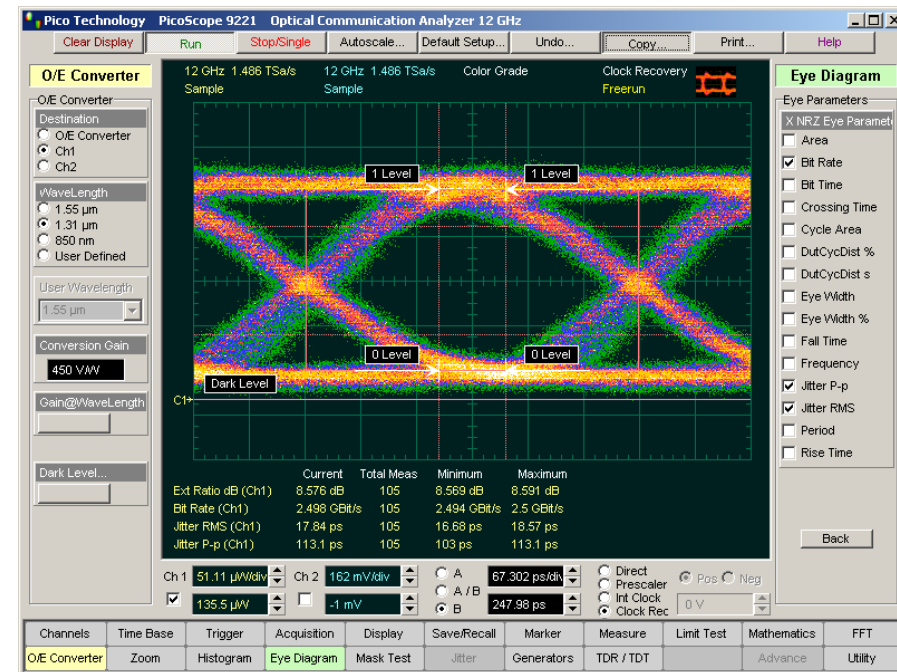 Pico Technology PicoScope 9221 Optical Communication Analyzer 12 GHz
Clear Display Run Stop/Single Autoscale... Default Setup... Undo... Copy... Print... Help
O/E Converter
O/E Converter
Destination
O/E Converter
Ch1
Ch2
WaveLength
1.55 µm
1.31 µm
850 nm
User Defined
User Wavelength
1.55 µm
Conversion Gain
450 V/W
Gain@WaveLength
Dark Level...
12 GHz 1.486 TSa/s 12 GHz 1.486 TSa/s Color Grade Clock Recovery
Sample Sample Freerun
1 Level 1 Level
0 Level 0 Level
Dark Level
C1
Current Total Meas Minimum Maximum
Ext Ratio dB (Ch1) 8.576 dB 105 8.569 dB 8.591 dB
Bit Rate (Ch1) 2.498 GBit/s 105 2.494 GBit/s 2.5 GBit/s
Jitter RMS (Ch1) 17.84 ps 105 16.68 ps 18.57 ps
Jitter P-p (Ch1) 113.1 ps 105 103 ps 113.1 ps
Ch 1 51.11 µW/div Ch 2 162 mV/div A 67.302 ps/div Direct
Prescaler Pos Neg
A / B Int Clock
135.5 µW -1 mV B 247.98 ps Clock Rec 0 V
Eye Diagram
Eye Parameters
X NRZ Eye Paramet
Area
Bit Rate
Bit Time
Crossing Time
Cycle Area
DutCycDist %
DutCycDist s
Eye Width
Eye Width %
Fall Time
Frequency
Jitter P-p
Jitter RMS
Period
Rise Time
Back
Channels Time Base Trigger Acquisition Display Save/Recall Marker Measure Limit Test Mathematics FFT
O/E Converter Zoom Histogram Eye Diagram Mask Test Jitter Generators TDR / TDT Advance Utility